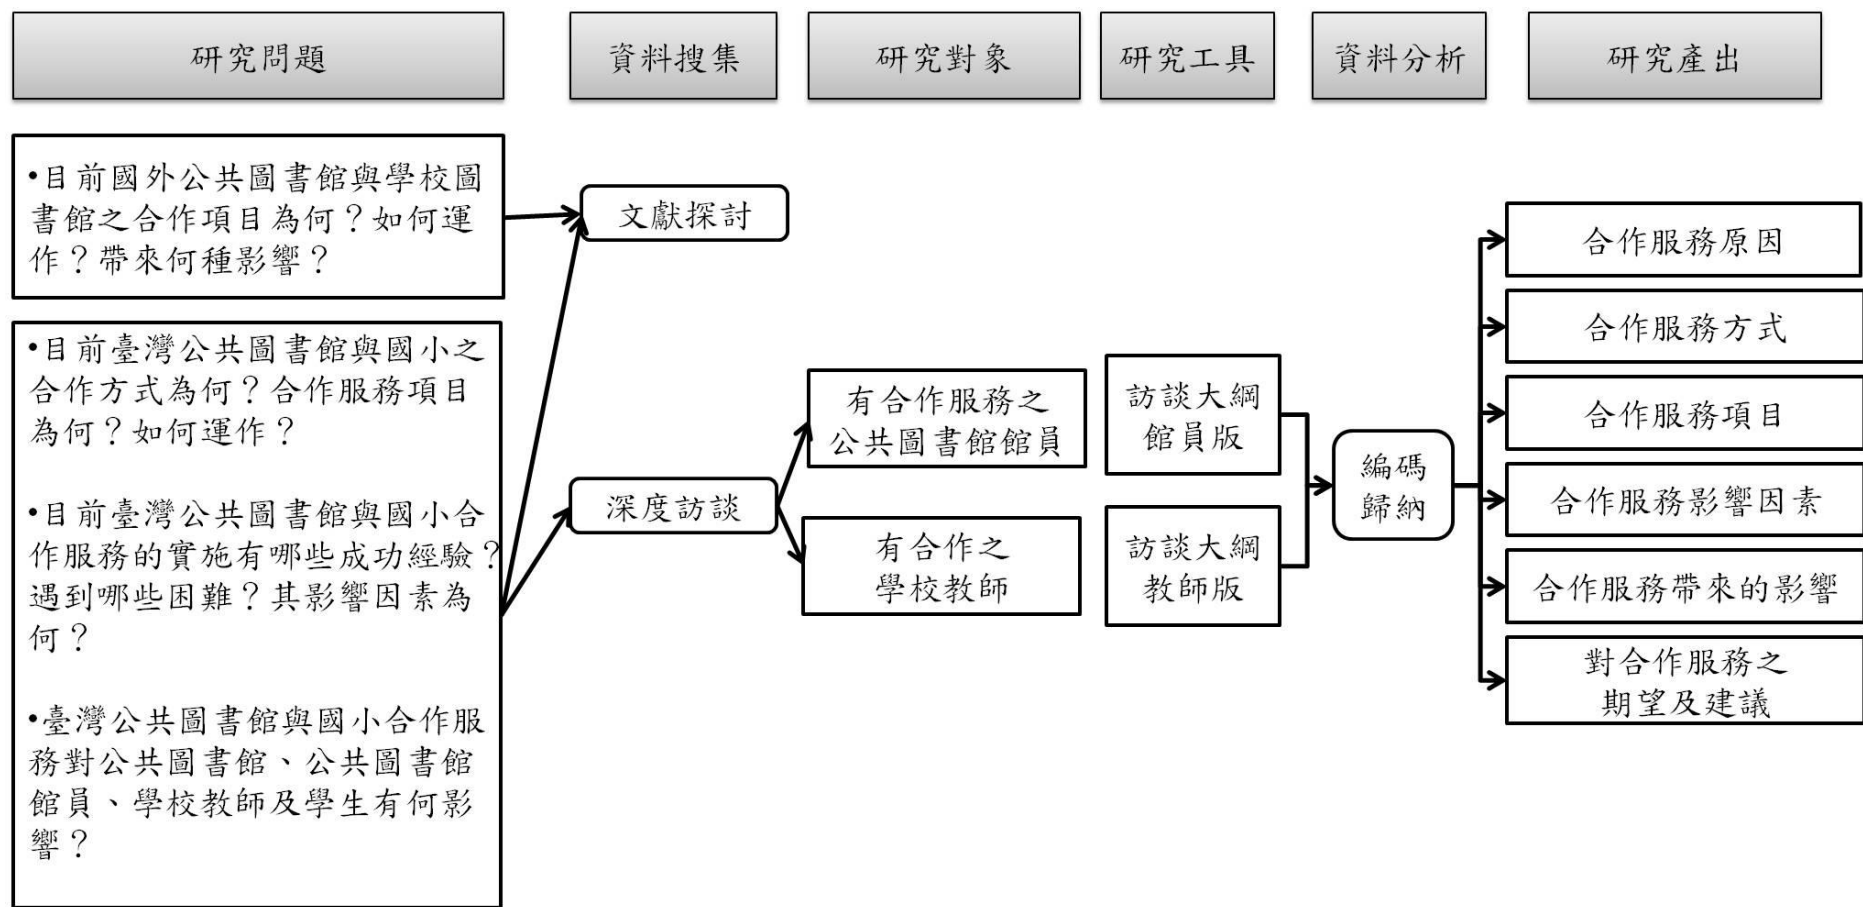 研究問題
資料搜集
研究對象
研究工具
資料分析
研究產出
•目前國外公共圖書館與學校圖
書館之合作項目為何？如何運
作？帶來何種影響？
•目前臺灣公共圖書館與國小之
合作方式為何？合作服務項目
為何？如何運作？
•目前臺灣公共圖書館與國小合
作服務的實施有哪些成功經驗？
遇到哪些困難？其影響因素為
何？
•臺灣公共圖書館與國小合作服
務對公共圖書館、公共圖書館
館員、學校教師及學生有何影
響？
文獻探討
深度訪談
有合作服務之
公共圖書館館員
有合作之
學校教師
訪談大綱
館員版
訪談大綱
教師版
編碼
歸納
合作服務原因
合作服務方式
合作服務項目
合作服務影響因素
合作服務帶來的影響
對合作服務之
期望及建議